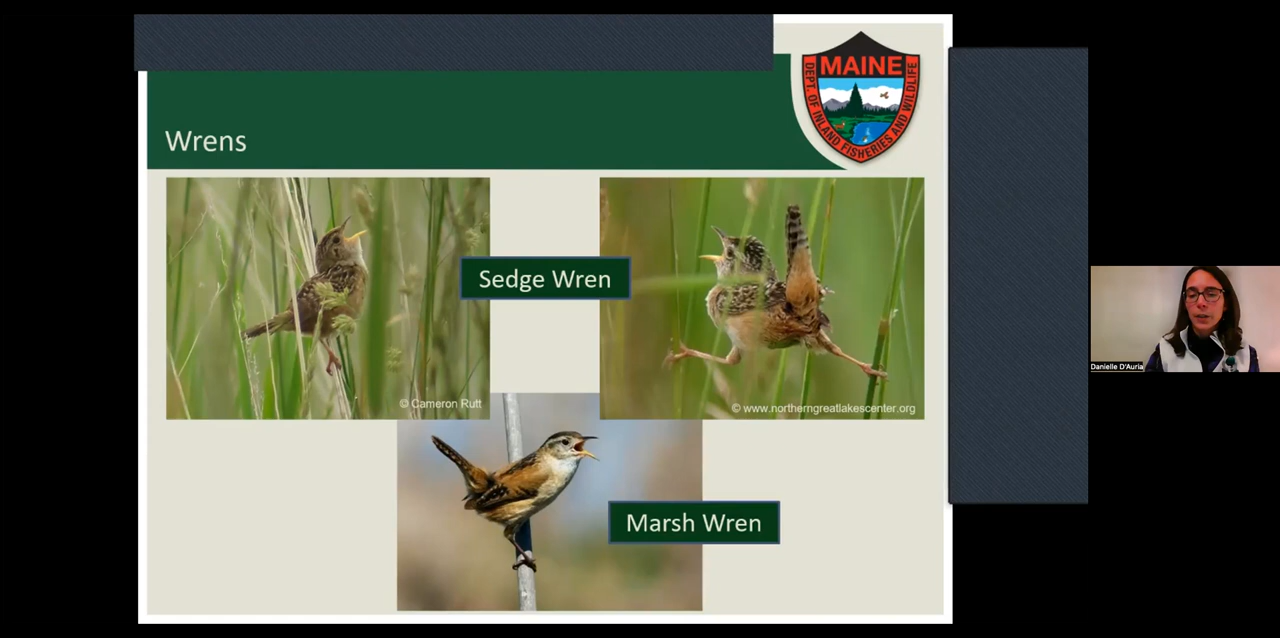 MAINE
DEPT. OF INLAND FISHERIES AND WILDLIFE
Wrens
Sedge Wren
© Cameron Rutt
© www.northerngreatlakescenter.org
Marsh Wren
Danielle D'Auria